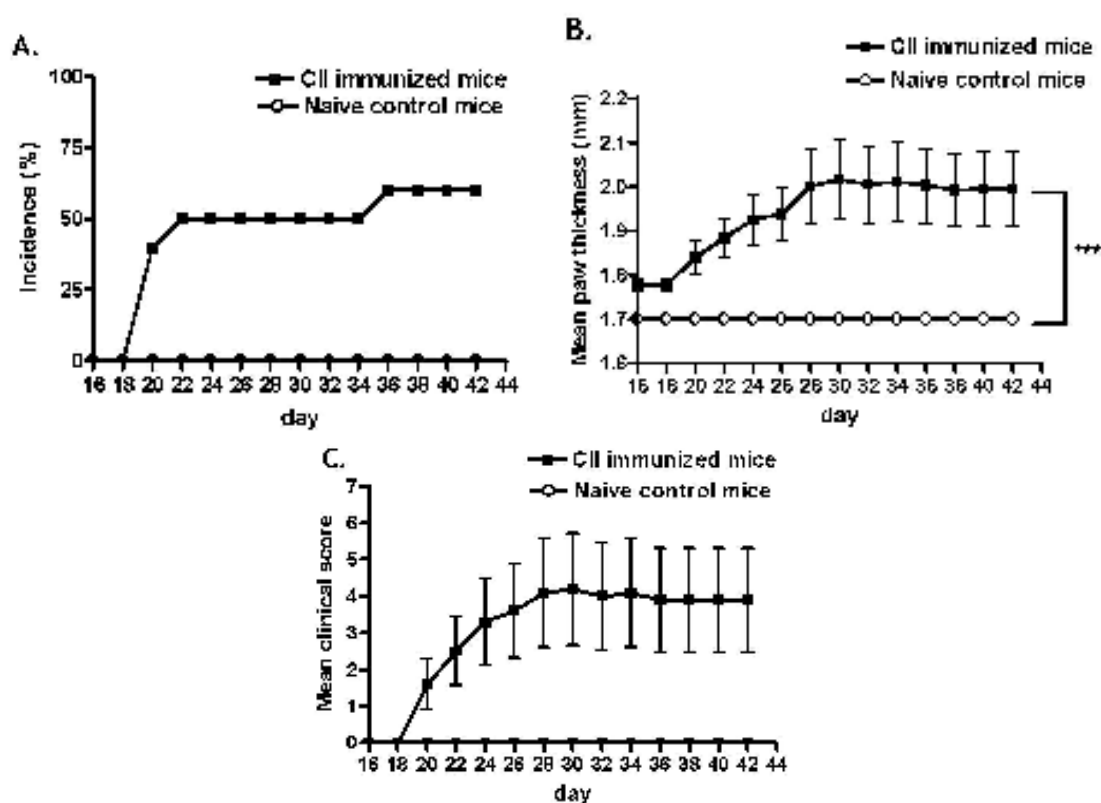 A.
CII immunized mice
Naive control mice
100
75
50
25
0
Incidence (%)
16 18 20 22 24 26 28 30 32 34 36 38 40 42 44
day
B.
CII immunized mice
Naive control mice
2.2
2.1
2.0
1.9
1.8
1.7
1.6
Mean paw thickness (mm)
16 18 20 22 24 26 28 30 32 34 36 38 40 42 44
day
C.
CII immunized mice
Naive control mice
7
6
5
4
3
2
1
0
Mean clinical score
16 18 20 22 24 26 28 30 32 34 36 38 40 42 44
day